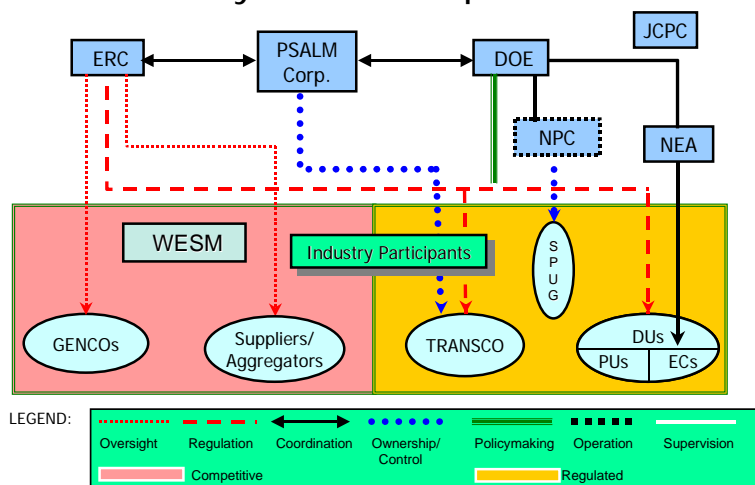 JCPC
ERC
PSALM
Corp.
DOE
NPC
NEA
WESM
Industry Participants
S
P
U
G
GENCOs
Suppliers/
Aggregators
TRANSCO
DUs
PUs
ECs
LEGEND:
Oversight
Regulation
Coordination
Ownership/
Control
Policymaking
Operation
Supervision
Competitive
Regulated